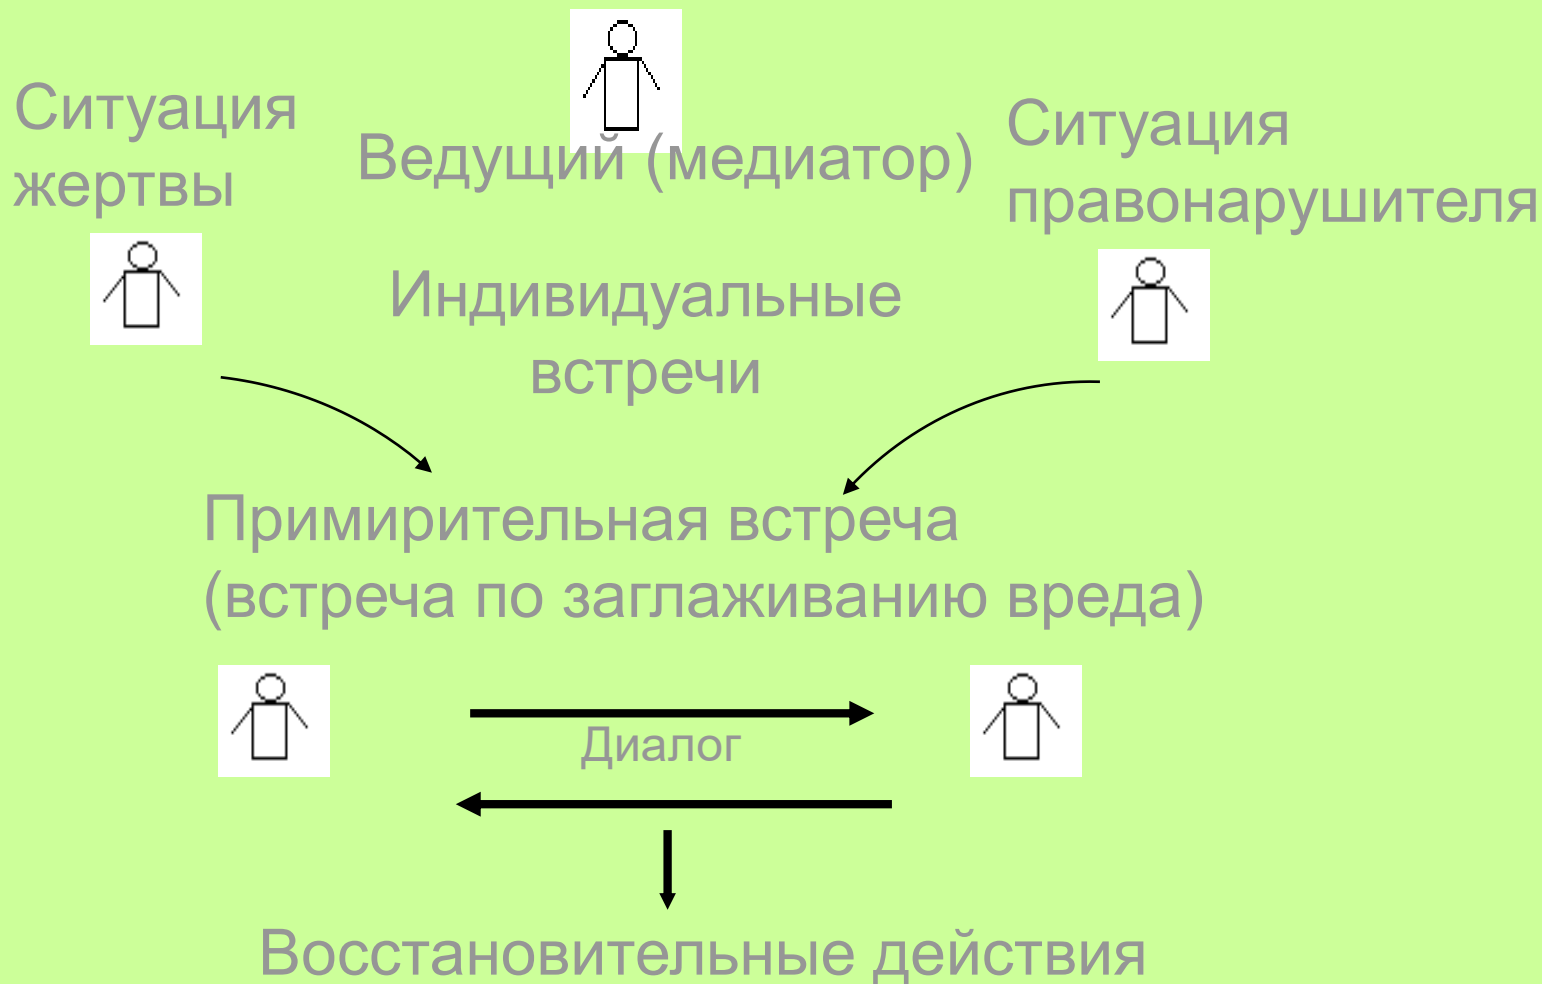 Ситуация
жертвы
Ведущий (медиатор)
Ситуация
правонарушителя
Индивидуальные
встречи
Примирительная встреча
(встреча по заглаживанию вреда)
Диалог
Восстановительные действия